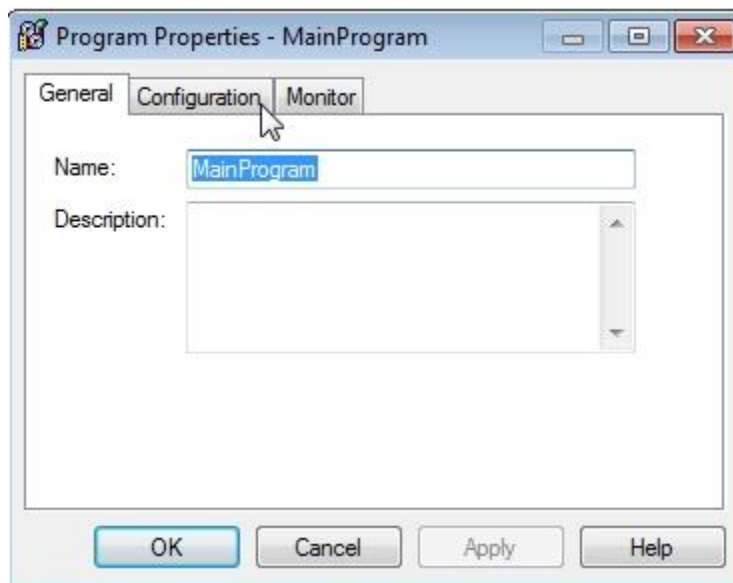 Program Properties - MainProgram
General Configuration Monitor
Name: MainProgram
Description:
OK Cancel Apply Help